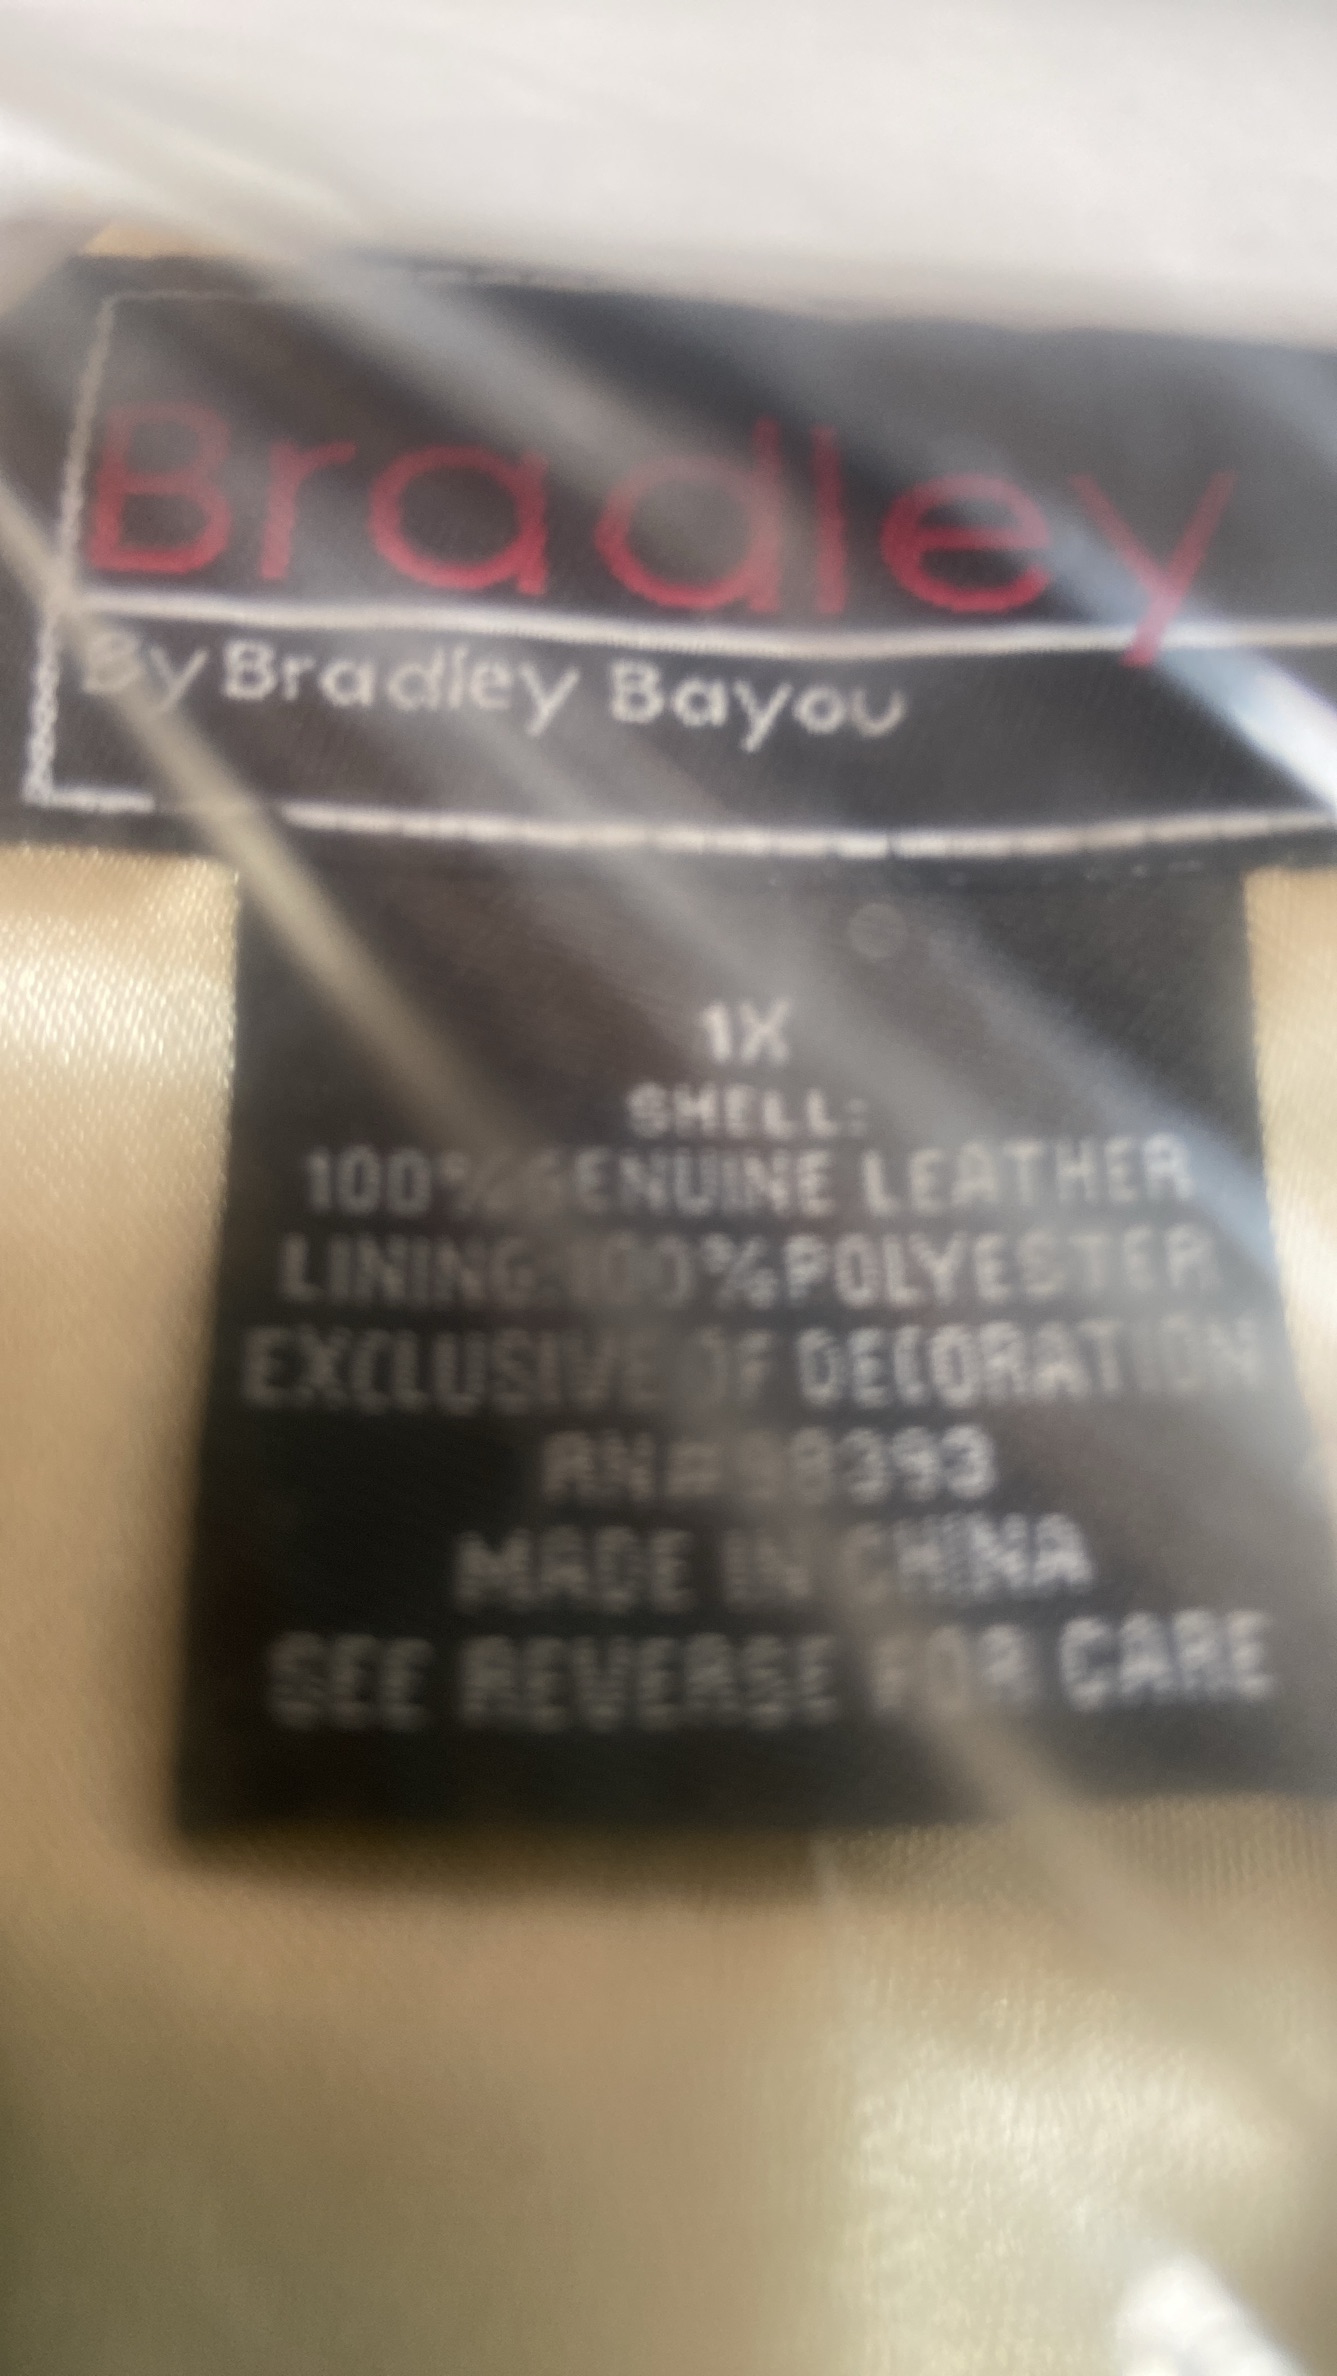 Bradley
By Bradley Bayou
1X
SHELL:
100% GENUINE LEATHER
LINING: 100% POLYESTER
EXCLUSIVE OF DECORATION
MADE IN CHINA
SEE REVERSE FOR CARE